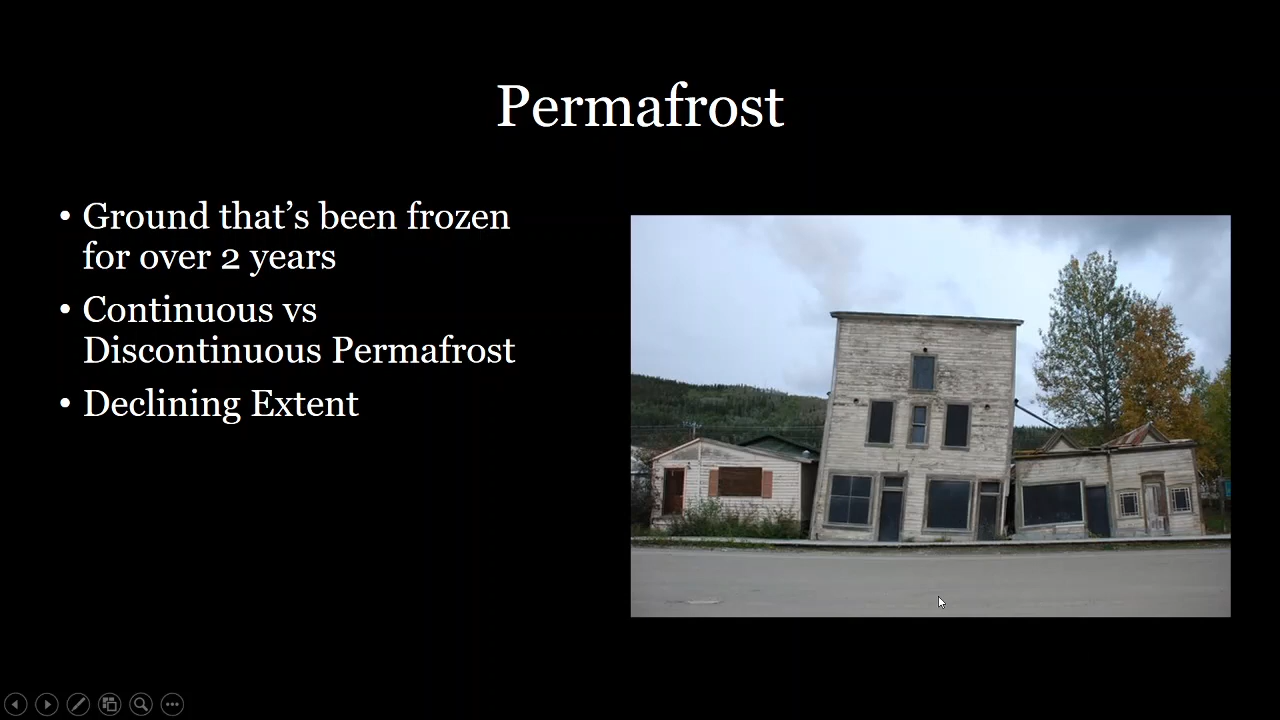 Permafrost
• Ground that’s been frozen
for over 2 years
• Continuous vs
Discontinuous Permafrost
• Declining Extent